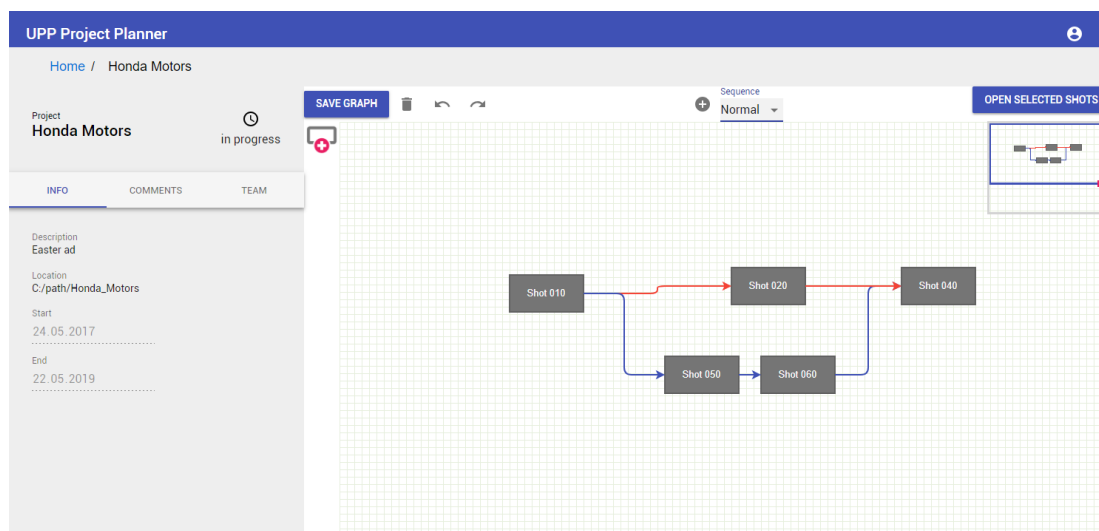 UPP Project Planner
Home / Honda Motors
Project
Honda Motors
in progress
INFO COMMENTS TEAM
Description
Easter ad
Location
C:/path/Honda_Motors
Start
24.05.2017
End
22.05.2019
SAVE GRAPH
Sequence
Normal
OPEN SELECTED SHOTS
Shot 010
Shot 020
Shot 040
Shot 050
Shot 060